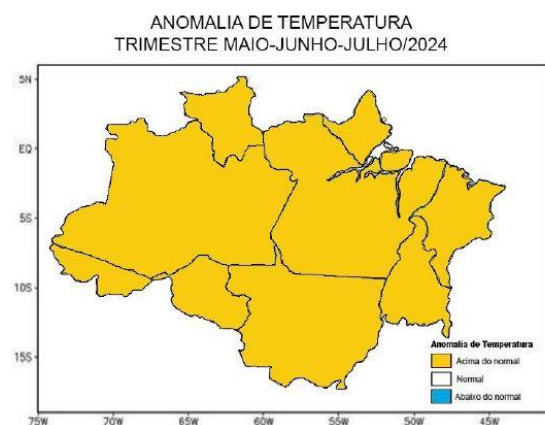 ANOMALIA DE TEMPERATURA
TRIMESTRE MAIO-JUNHO-JULHO/2024
5N
EQ
5S
10S
15S
75W 70W 65W 60W 55W 50W 45W
Anomalia de Temperatura
Acima do normal
Normal
Abaixo do normal